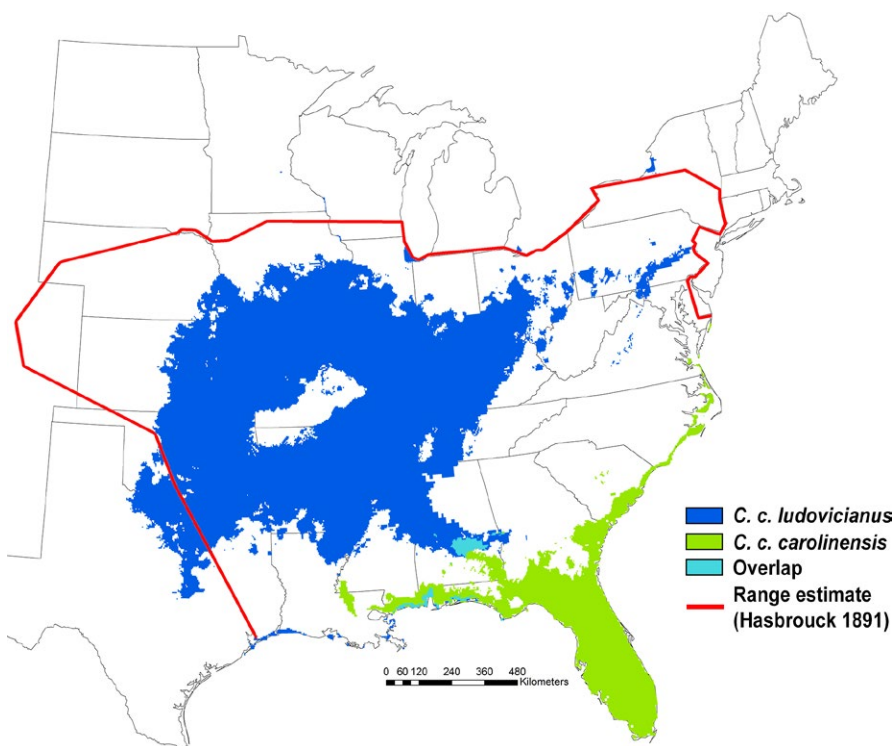 C. c. ludovicianus
C. c. carolinensis
Overlap
Range estimate
(Hasbrouck 1891)
0 60 120 240 360 480
Kilometers